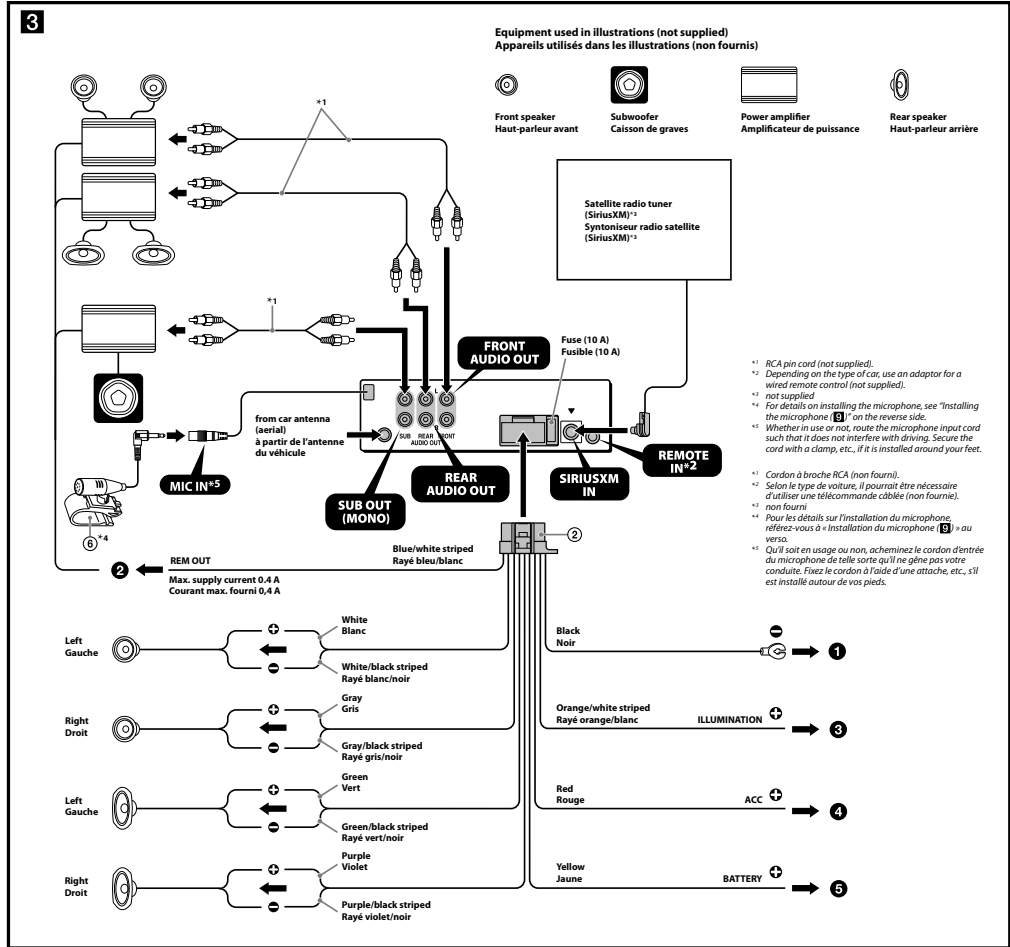 3
Equipment used in illustrations (not supplied)
Appareils utilisés dans les illustrations (non fournis)
Front speaker
Haut-parleur avant
Subwoofer
Caisson de graves
Power amplifier
Amplificateur de puissance
Rear speaker
Haut-parleur arrière
*1
Satellite radio tuner
(SiriusXM)*3
Syntoniseur radio satellite
(SiriusXM)*3
*1
FRONT
AUDIO OUT
Fuse (10 A)
Fusible (10 A)
*1 RCA pin cord (not supplied).
*2 Depending on the type of car, use an adaptor for a
wired remote control (not supplied).
*3 not supplied
*4 For details on installing the microphone, see “Installing
the microphone (9)” on the reverse side.
*5 Whether in use or not, route the microphone input cord
such that it does not interfere with driving. Secure the
cord with a clamp, etc., if it is installed around your feet.
*1 Cordon à broche RCA (non fourni).
*2 Selon le type de voiture, il pourrait être nécessaire
d’utiliser une télécommande câblée (non fournie).
*3 non fourni
*4 Pour les détails sur l’installation du microphone,
référez-vous à « Installation du microphone (9) » au
verso.
*5 Qu’il soit en usage ou non, acheminez le cordon d’entrée
du microphone de telle sorte qu’il ne gêne pas votre
conduite. Fixez le cordon à l’aide d’une attache, etc., s’il
est installé autour de vos pieds.
from car antenna
(aerial)
à partir de l’antenne
du véhicule
L
R
SUB REAR FRONT
AUDIO OUT
MIC IN*5
SUB OUT
(MONO)
REAR
AUDIO OUT
SIRIUSXM
IN
REMOTE
IN*2
6 *4
2
2
REM OUT
Max. supply current 0.4 A
Courant max. fourni 0,4 A
Blue/white striped
Rayé bleu/blanc
Left
Gauche
White
Blanc
White/black striped
Rayé blanc/noir
Black
Noir
1
Right
Droit
Gray
Gris
Gray/black striped
Rayé gris/noir
Orange/white striped
Rayé orange/blanc
ILLUMINATION
3
Left
Gauche
Green
Vert
Green/black striped
Rayé vert/noir
Red
Rouge
ACC
4
Right
Droit
Purple
Violet
Purple/black striped
Rayé violet/noir
Yellow
Jaune
BATTERY
5